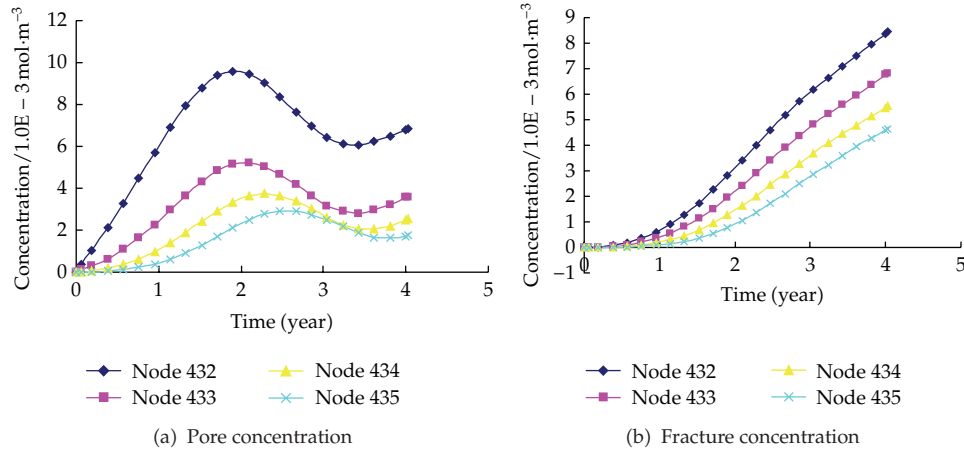 Concentration/1.0E − 3 mol·m⁻³
12
10
8
6
4
2
0
0 1 2 3 4 5
Time (year)
Node 432
Node 434
Node 433
Node 435
(a) Pore concentration
Concentration/1.0E − 3 mol·m⁻³
9
8
7
6
5
4
3
2
1
0
−1
0 1 2 3 4 5
Time (year)
Node 432
Node 434
Node 433
Node 435
(b) Fracture concentration